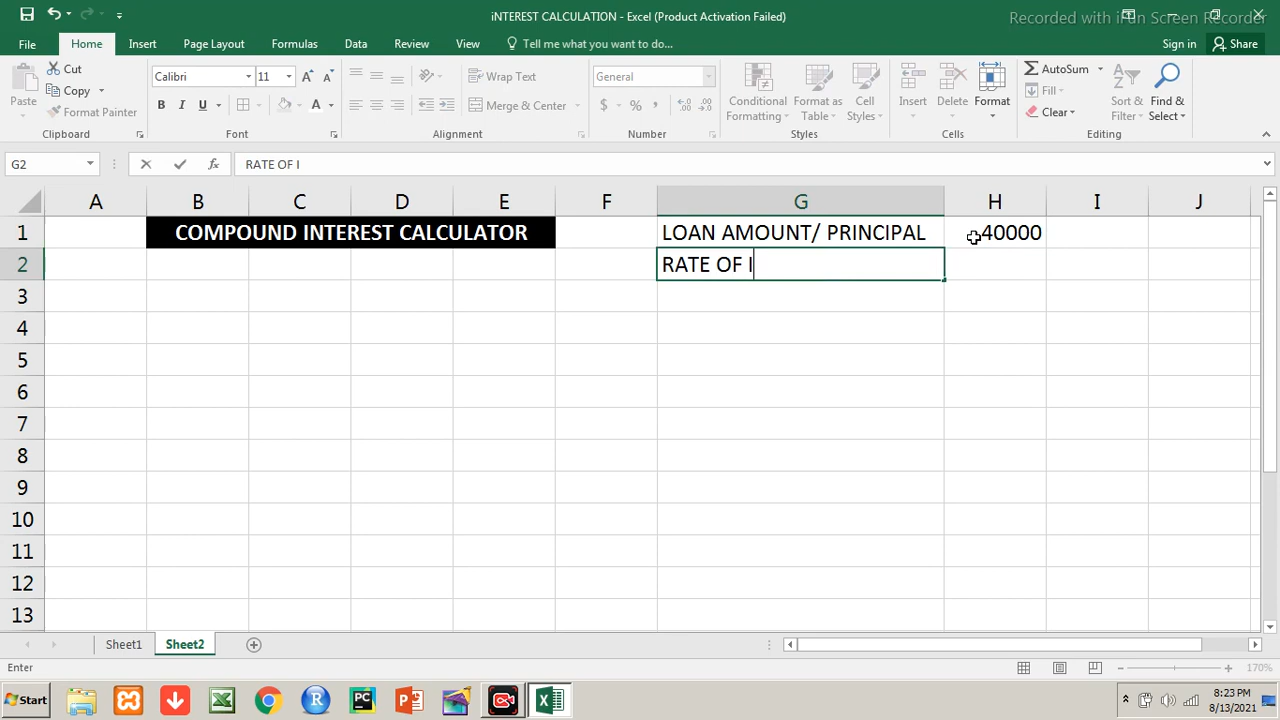 iNTEREST CALCULATION - Excel (Product Activation Failed)
Recorded with iFun Screen Recorder
File Home Insert Page Layout Formulas Data Review View Tell me what you want to do... Sign in Share
Paste Cut Copy Format Painter
Clipboard
Calibri 11 A A
B I U A
Font
Wrap Text
Merge & Center
Alignment
General
$ % , .00
Number
Conditional Formatting Format as Table Cell Styles
Styles
Insert Delete Format
Cells
AutoSum
Fill
Clear
Sort & Filter Find & Select
Editing
G2 fx RATE OF I
A B C D E F G H I J
1 COMPOUND INTEREST CALCULATOR LOAN AMOUNT/ PRINCIPAL 40000
2 RATE OF I
3
4
5
6
7
8
9
10
11
12
13
Sheet1 Sheet2
Enter 170%
Start R PC 8:23 PM
8/13/2021